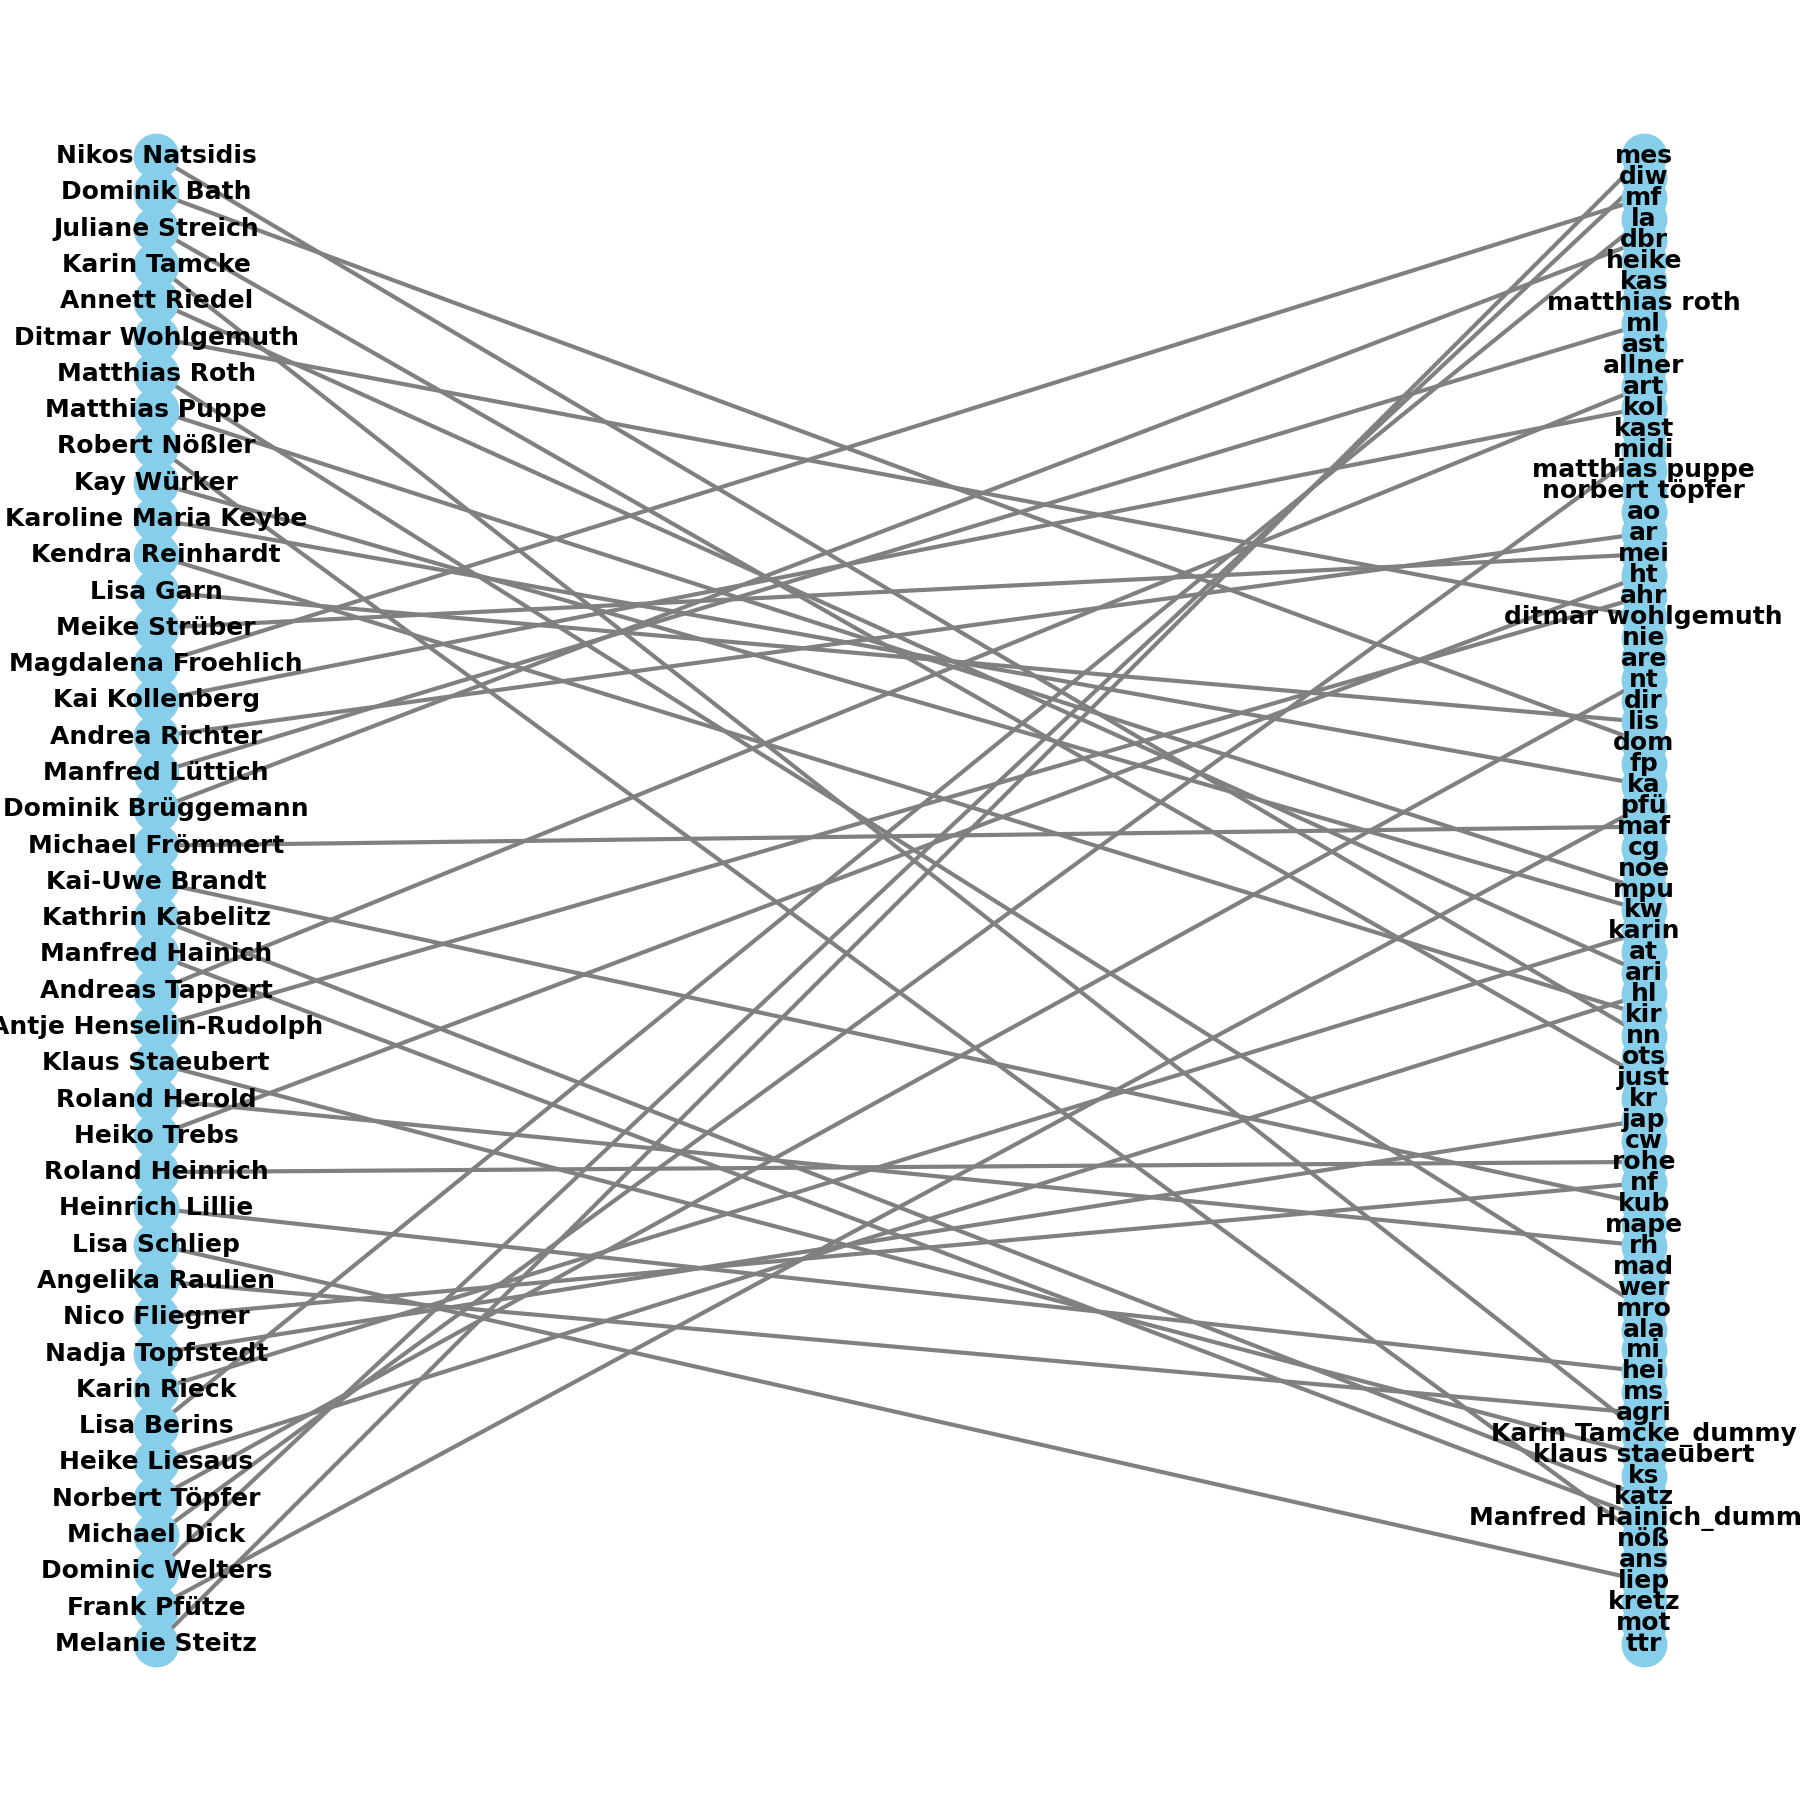 Nikos Natsidis
Dominik Bath
Juliane Streich
Karin Tamcke
Annett Riedel
Ditmar Wohlgemuth
Matthias Roth
Matthias Puppe
Robert Nößler
Kay Würker
Karoline Maria Keybe
Kendra Reinhardt
Lisa Garn
Meike Strüber
Magdalena Froehlich
Kai Kollenberg
Andrea Richter
Manfred Lüttich
Dominik Brüggemann
Michael Frömmert
Kai-Uwe Brandt
Kathrin Kabelitz
Manfred Hainich
Andreas Tappert
Antje Henselin-Rudolph
Klaus Staeubert
Roland Herold
Heiko Trebs
Roland Heinrich
Heinrich Lillie
Lisa Schliep
Angelika Raulien
Nico Fliegner
Nadja Topfstedt
Karin Rieck
Lisa Berins
Heike Liesaus
Norbert Töpfer
Michael Dick
Dominic Welters
Frank Pfütze
Melanie Steitz
mes
diw
mf
la
dbr
heike
kas
matthias roth
ml
ast
allner
art
kol
kast
midi
matthias puppe
norbert töpfer
ao
ar
mei
ht
ahr
ditmar wohlgemuth
nie
are
nt
dir
lis
dom
fp
ka
pfü
maf
cg
noe
mpu
kw
karin
at
ari
hl
kir
nn
ots
just
kr
jap
cw
rohe
nf
kub
mape
rh
mad
wer
mro
ala
mi
hei
ms
agri
Karin Tamcke_dummy
klaus staeubert
ks
katz
Manfred Hainich_dumm
nöß
ans
liep
kretz
mot
ttr